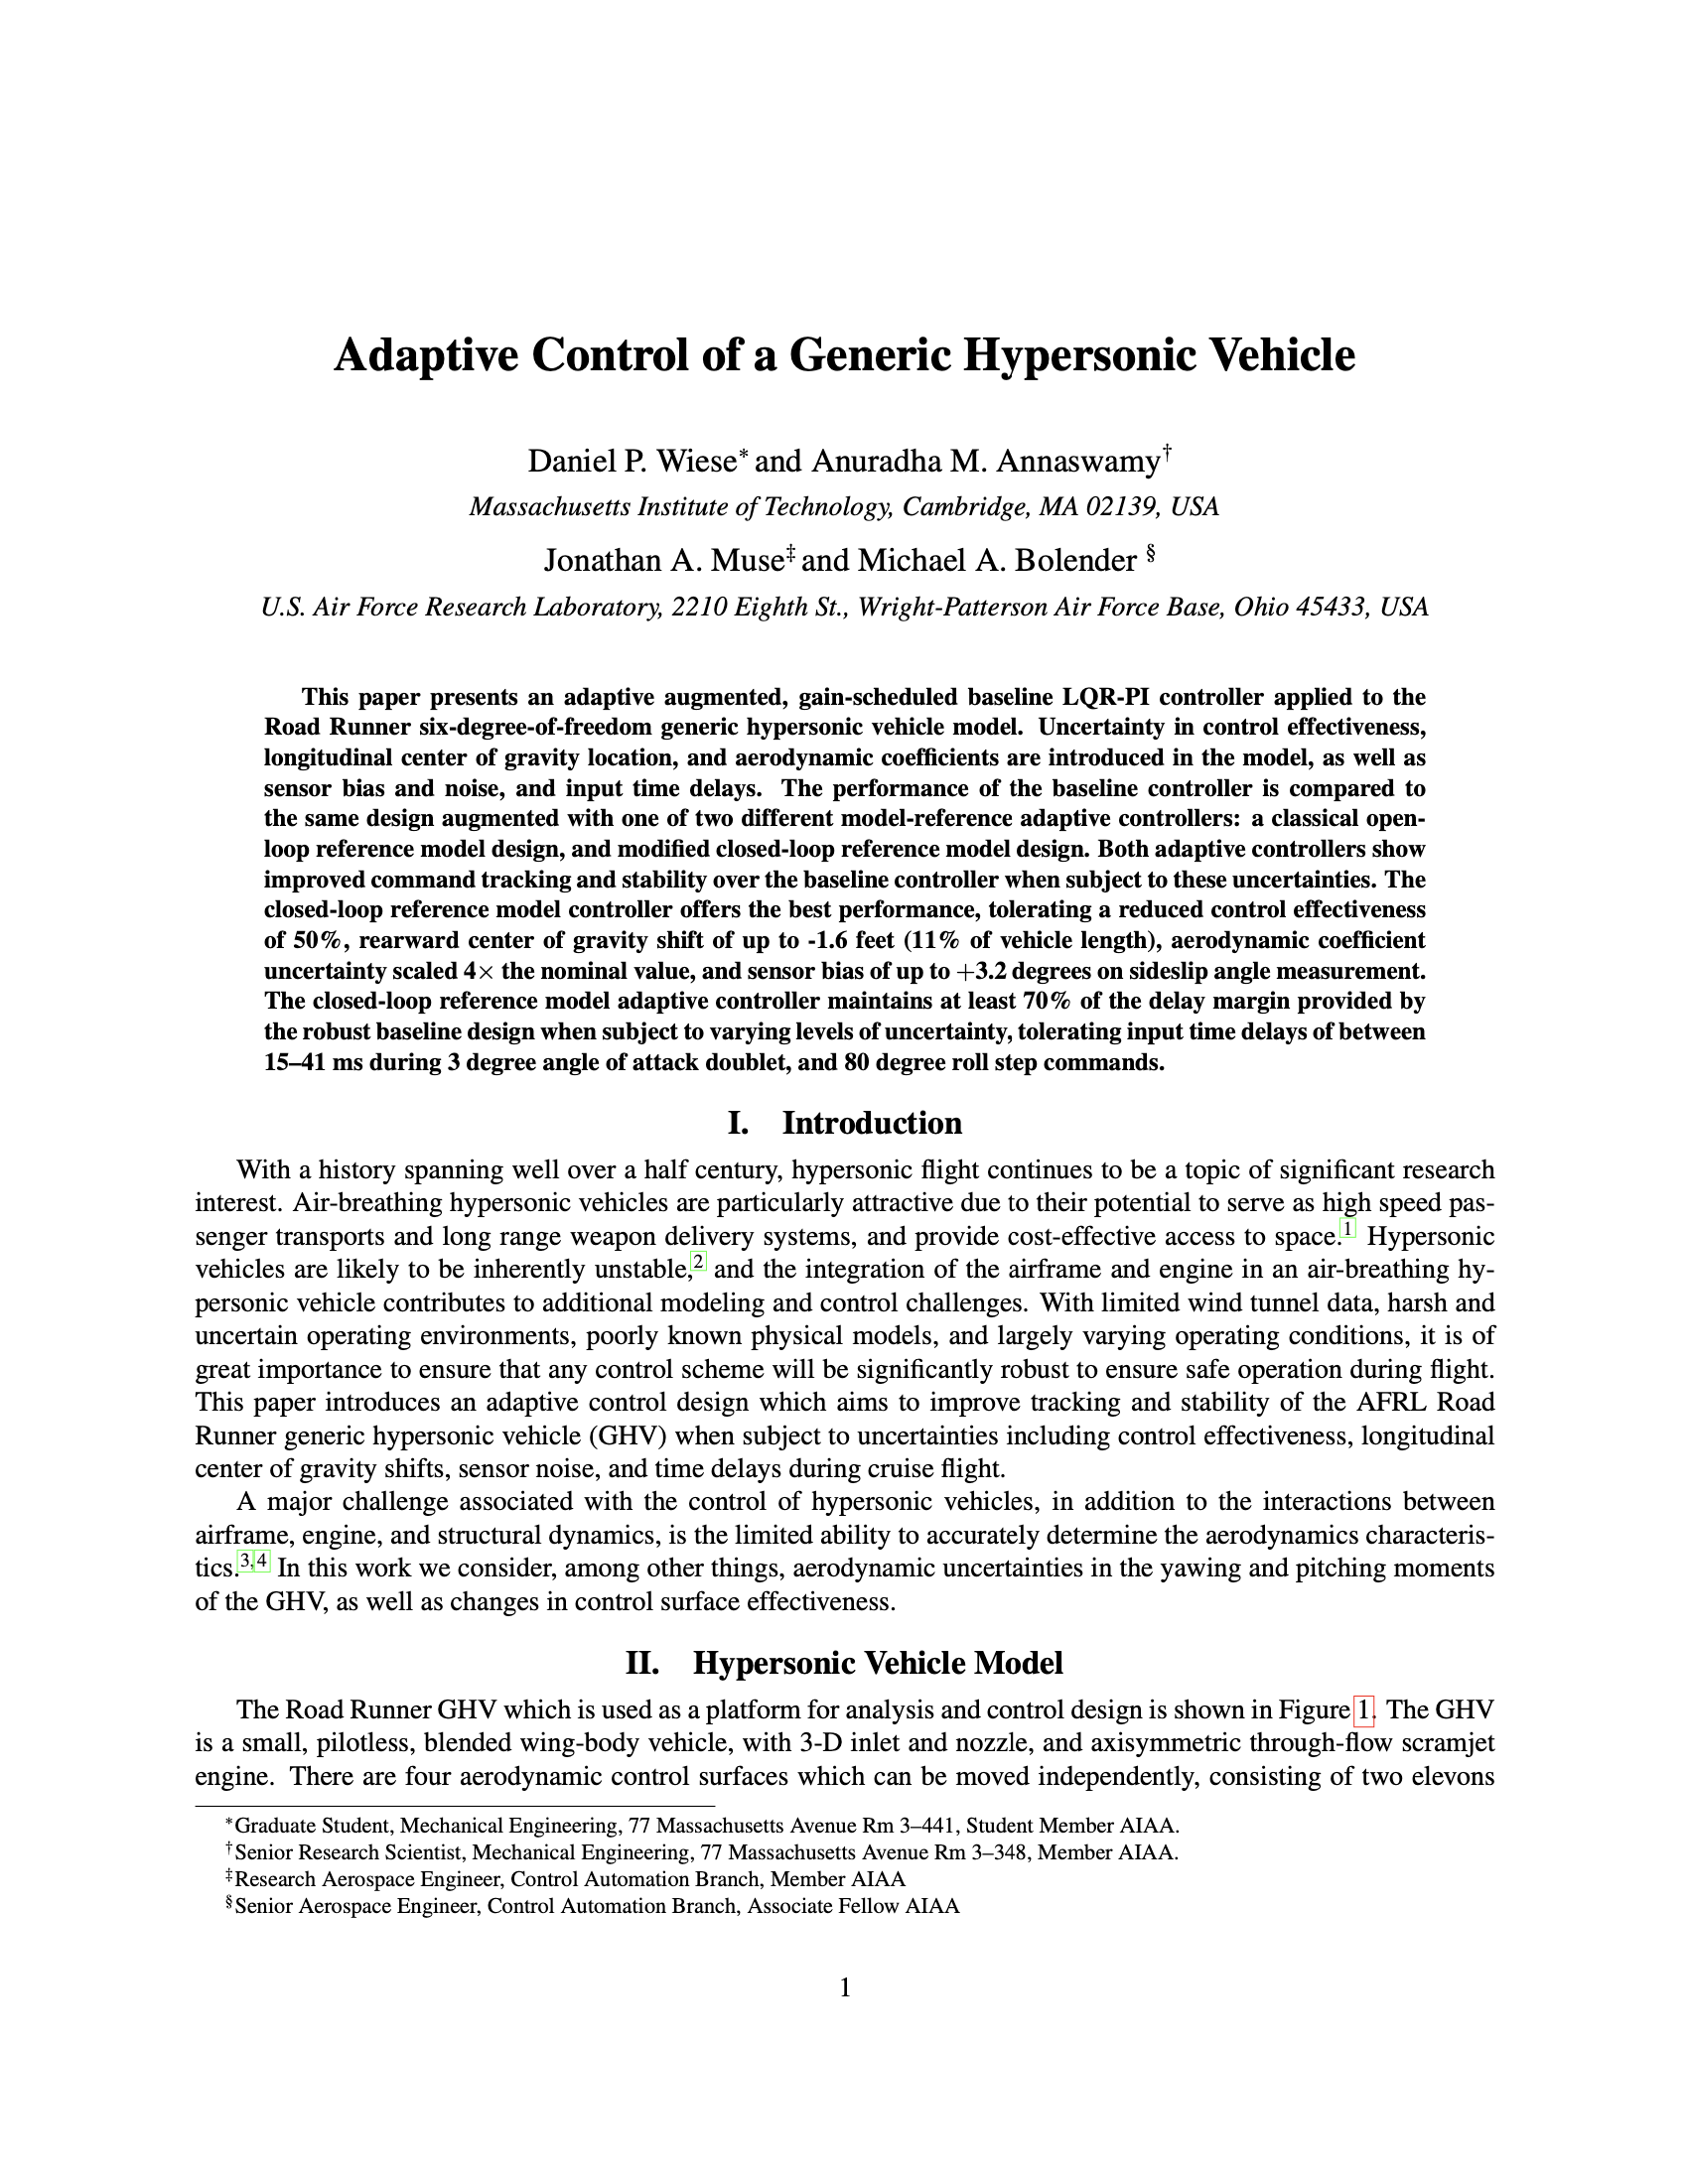 Adaptive Control of a Generic Hypersonic Vehicle
Daniel P. Wiese* and Anuradha M. Annaswamy†
Massachusetts Institute of Technology, Cambridge, MA 02139, USA
Jonathan A. Muse‡ and Michael A. Bolender §
U.S. Air Force Research Laboratory, 2210 Eighth St., Wright-Patterson Air Force Base, Ohio 45433, USA
This paper presents an adaptive augmented, gain-scheduled baseline LQR-PI controller applied to the
Road Runner six-degree-of-freedom generic hypersonic vehicle model. Uncertainty in control effectiveness,
longitudinal center of gravity location, and aerodynamic coefficients are introduced in the model, as well as
sensor bias and noise, and input time delays. The performance of the baseline controller is compared to
the same design augmented with one of two different model-reference adaptive controllers: a classical open-
loop reference model design, and modified closed-loop reference model design. Both adaptive controllers show
improved command tracking and stability over the baseline controller when subject to these uncertainties. The
closed-loop reference model controller offers the best performance, tolerating a reduced control effectiveness
of 50%, rearward center of gravity shift of up to -1.6 feet (11% of vehicle length), aerodynamic coefficient
uncertainty scaled 4× the nominal value, and sensor bias of up to +3.2 degrees on sideslip angle measurement.
The closed-loop reference model adaptive controller maintains at least 70% of the delay margin provided by
the robust baseline design when subject to varying levels of uncertainty, tolerating input time delays of between
15–41 ms during 3 degree angle of attack doublet, and 80 degree roll step commands.
I. Introduction
With a history spanning well over a half century, hypersonic flight continues to be a topic of significant research
interest. Air-breathing hypersonic vehicles are particularly attractive due to their potential to serve as high speed pas-
senger transports and long range weapon delivery systems, and provide cost-effective access to space.1 Hypersonic
vehicles are likely to be inherently unstable,2 and the integration of the airframe and engine in an air-breathing hy-
personic vehicle contributes to additional modeling and control challenges. With limited wind tunnel data, harsh and
uncertain operating environments, poorly known physical models, and largely varying operating conditions, it is of
great importance to ensure that any control scheme will be significantly robust to ensure safe operation during flight.
This paper introduces an adaptive control design which aims to improve tracking and stability of the AFRL Road
Runner generic hypersonic vehicle (GHV) when subject to uncertainties including control effectiveness, longitudinal
center of gravity shifts, sensor noise, and time delays during cruise flight.
A major challenge associated with the control of hypersonic vehicles, in addition to the interactions between
airframe, engine, and structural dynamics, is the limited ability to accurately determine the aerodynamics characteris-
tics.3,4 In this work we consider, among other things, aerodynamic uncertainties in the yawing and pitching moments
of the GHV, as well as changes in control surface effectiveness.
II. Hypersonic Vehicle Model
The Road Runner GHV which is used as a platform for analysis and control design is shown in Figure 1. The GHV
is a small, pilotless, blended wing-body vehicle, with 3-D inlet and nozzle, and axisymmetric through-flow scramjet
engine. There are four aerodynamic control surfaces which can be moved independently, consisting of two elevons
*Graduate Student, Mechanical Engineering, 77 Massachusetts Avenue Rm 3–441, Student Member AIAA.
†Senior Research Scientist, Mechanical Engineering, 77 Massachusetts Avenue Rm 3–348, Member AIAA.
‡Research Aerospace Engineer, Control Automation Branch, Member AIAA
§Senior Aerospace Engineer, Control Automation Branch, Associate Fellow AIAA
1